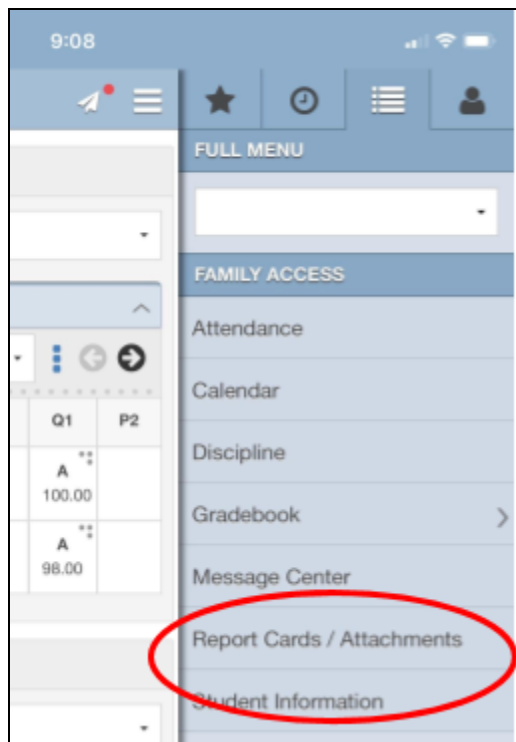 9:08
FULL MENU
FAMILY ACCESS
Attendance
Calendar
Discipline
Gradebook
Q1 P2
A
100.00
A
98.00
Message Center
Report Cards / Attachments
Student Information